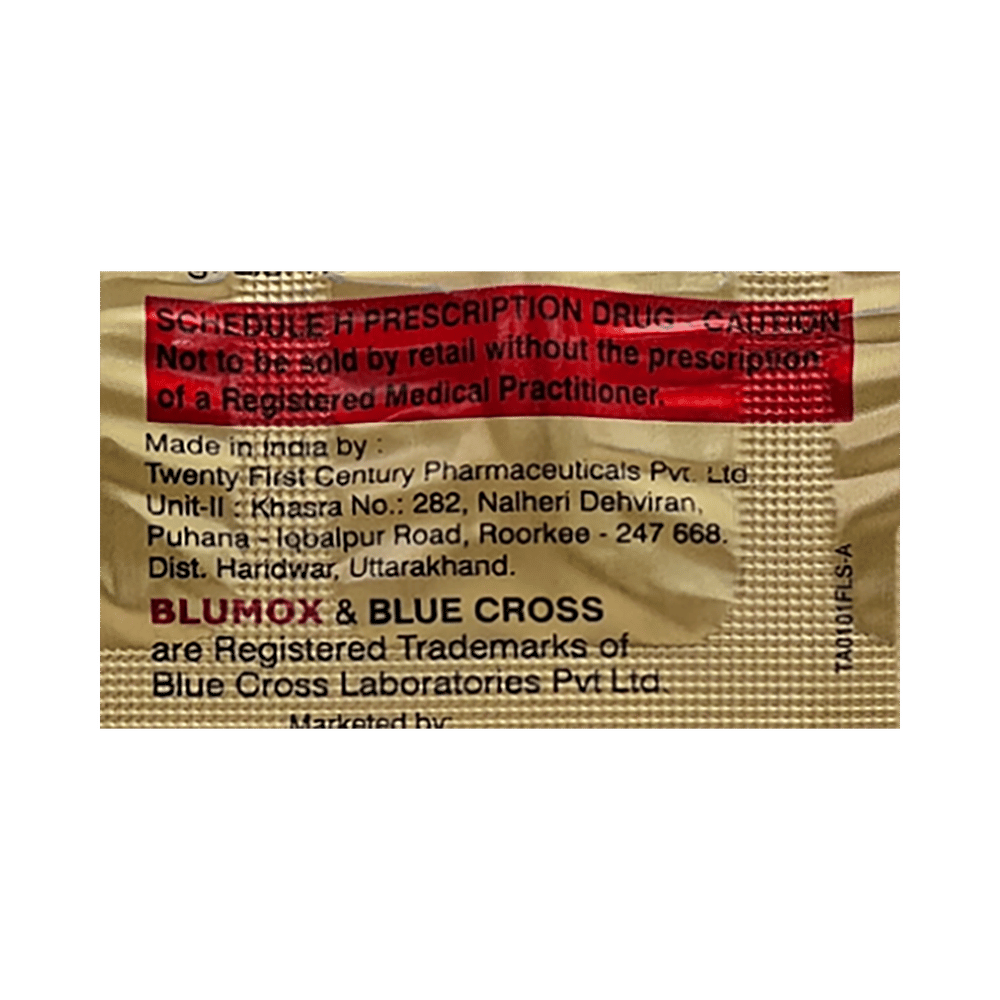 SCHEDULE H PRESCRIPTION DRUG - CAUTION
Not to be sold by retail without the prescription
of a Registered Medical Practitioner.
Made in India by :
Twenty First Century Pharmaceuticals Pvt. Ltd.
Unit-II : Khasra No.: 282, Nalheri Dehviran,
Puhana - Iqbalpur Road, Roorkee - 247 668.
Dist. Haridwar, Uttarakhand.
BLUMOX & BLUE CROSS
are Registered Trademarks of
Blue Cross Laboratories Pvt Ltd.
Marketed by:
TA0101FLS-A